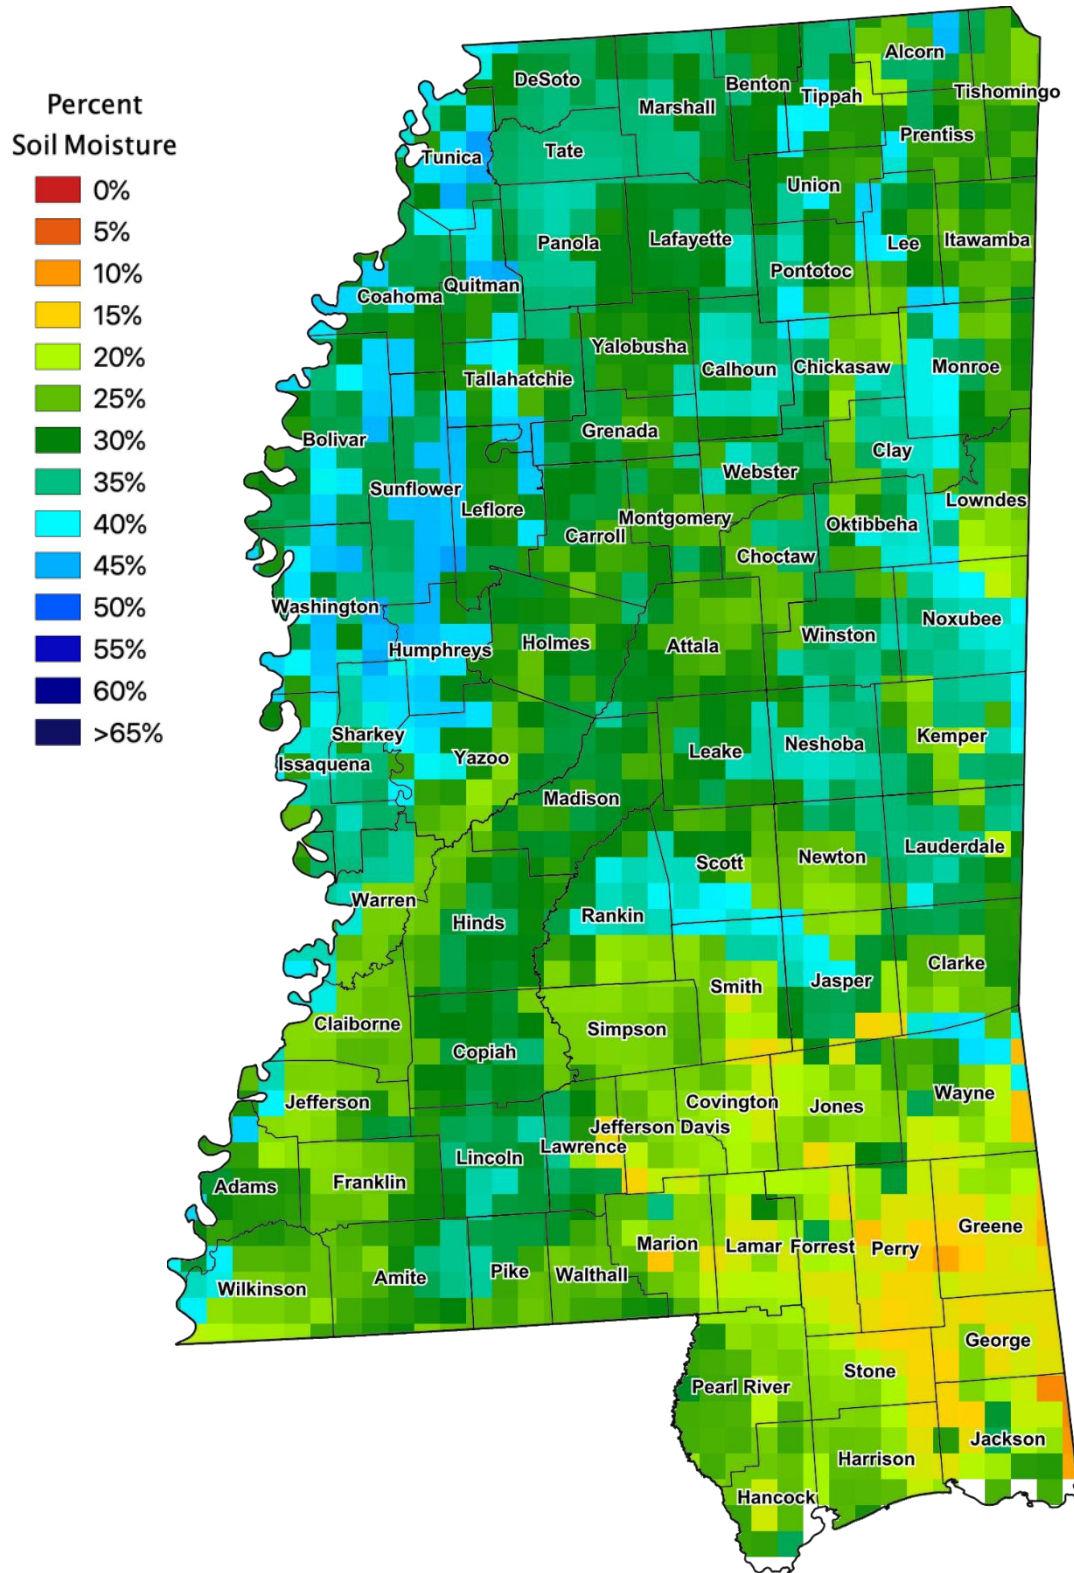 Percent
Soil Moisture
0%
5%
10%
15%
20%
25%
30%
35%
40%
45%
50%
55%
60%
>65%
Alcorn
DeSoto
Benton
Tippah
Tishomingo
Marshall
Prentiss
Tate
Tunica
Union
Panola
Lafayette
Lee
Itawamba
Pontotoc
Quitman
Coahoma
Yalobusha
Calhoun
Chickasaw
Monroe
Tallahatchie
Grenada
Bolivar
Clay
Webster
Sunflower
Leflore
Lowndes
Montgomery
Oktibbeha
Carroll
Choctaw
Washington
Noxubee
Winston
Holmes
Attala
Humphreys
Sharkey
Kemper
Neshoba
Leake
Yazoo
Issaquena
Madison
Lauderdale
Newton
Scott
Warren
Rankin
Hinds
Clarke
Jasper
Smith
Claiborne
Simpson
Copiah
Wayne
Jefferson
Covington
Jones
Jefferson Davis
Lawrence
Lincoln
Franklin
Adams
Greene
Marion
Lamar
Forrest
Perry
Walthall
Pike
Amite
Wilkinson
George
Stone
Pearl River
Jackson
Harrison
Hancock